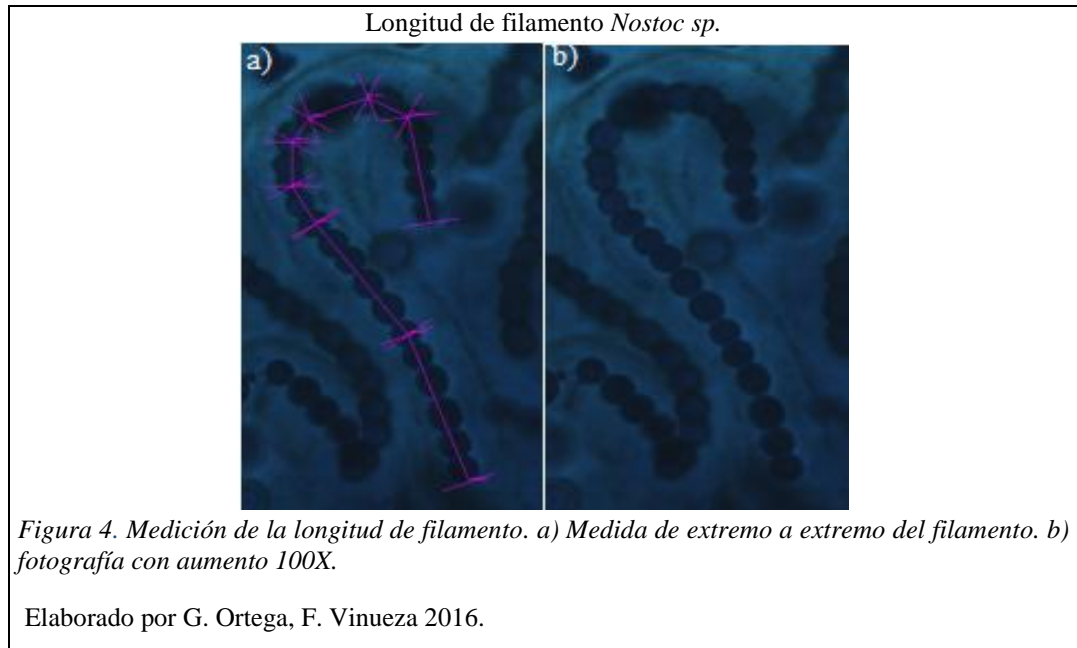 Longitud de filamento Nostoc sp.
a)
b)
Figura 4. Medición de la longitud de filamento. a) Medida de extremo a extremo del filamento. b)
fotografía con aumento 100X.
Elaborado por G. Ortega, F. Vinueza 2016.